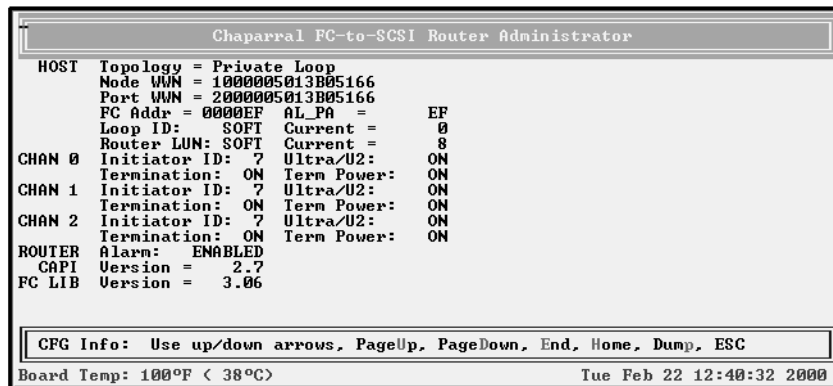 Chaparral FC-to-SCSI Router Administrator
HOST Topology = Private Loop
Node WWN = 1000005013B05166
Port WWN = 2000005013B05166
FC Addr = 0000EF AL_PA = EF
Loop ID: SOFT Current = 0
Router LUN: SOFT Current = 8
CHAN 0 Initiator ID: 7 Ultra/U2: ON
Termination: ON Term Power: ON
CHAN 1 Initiator ID: 7 Ultra/U2: ON
Termination: ON Term Power: ON
CHAN 2 Initiator ID: 7 Ultra/U2: ON
Termination: ON Term Power: ON
ROUTER Alarm: ENABLED
CAPI Version = 2.7
FC LIB Version = 3.06
CFG Info: Use up/down arrows, PageUp, PageDown, End, Home, Dump, ESC
Board Temp: 100°F ( 38°C) Tue Feb 22 12:40:32 2000